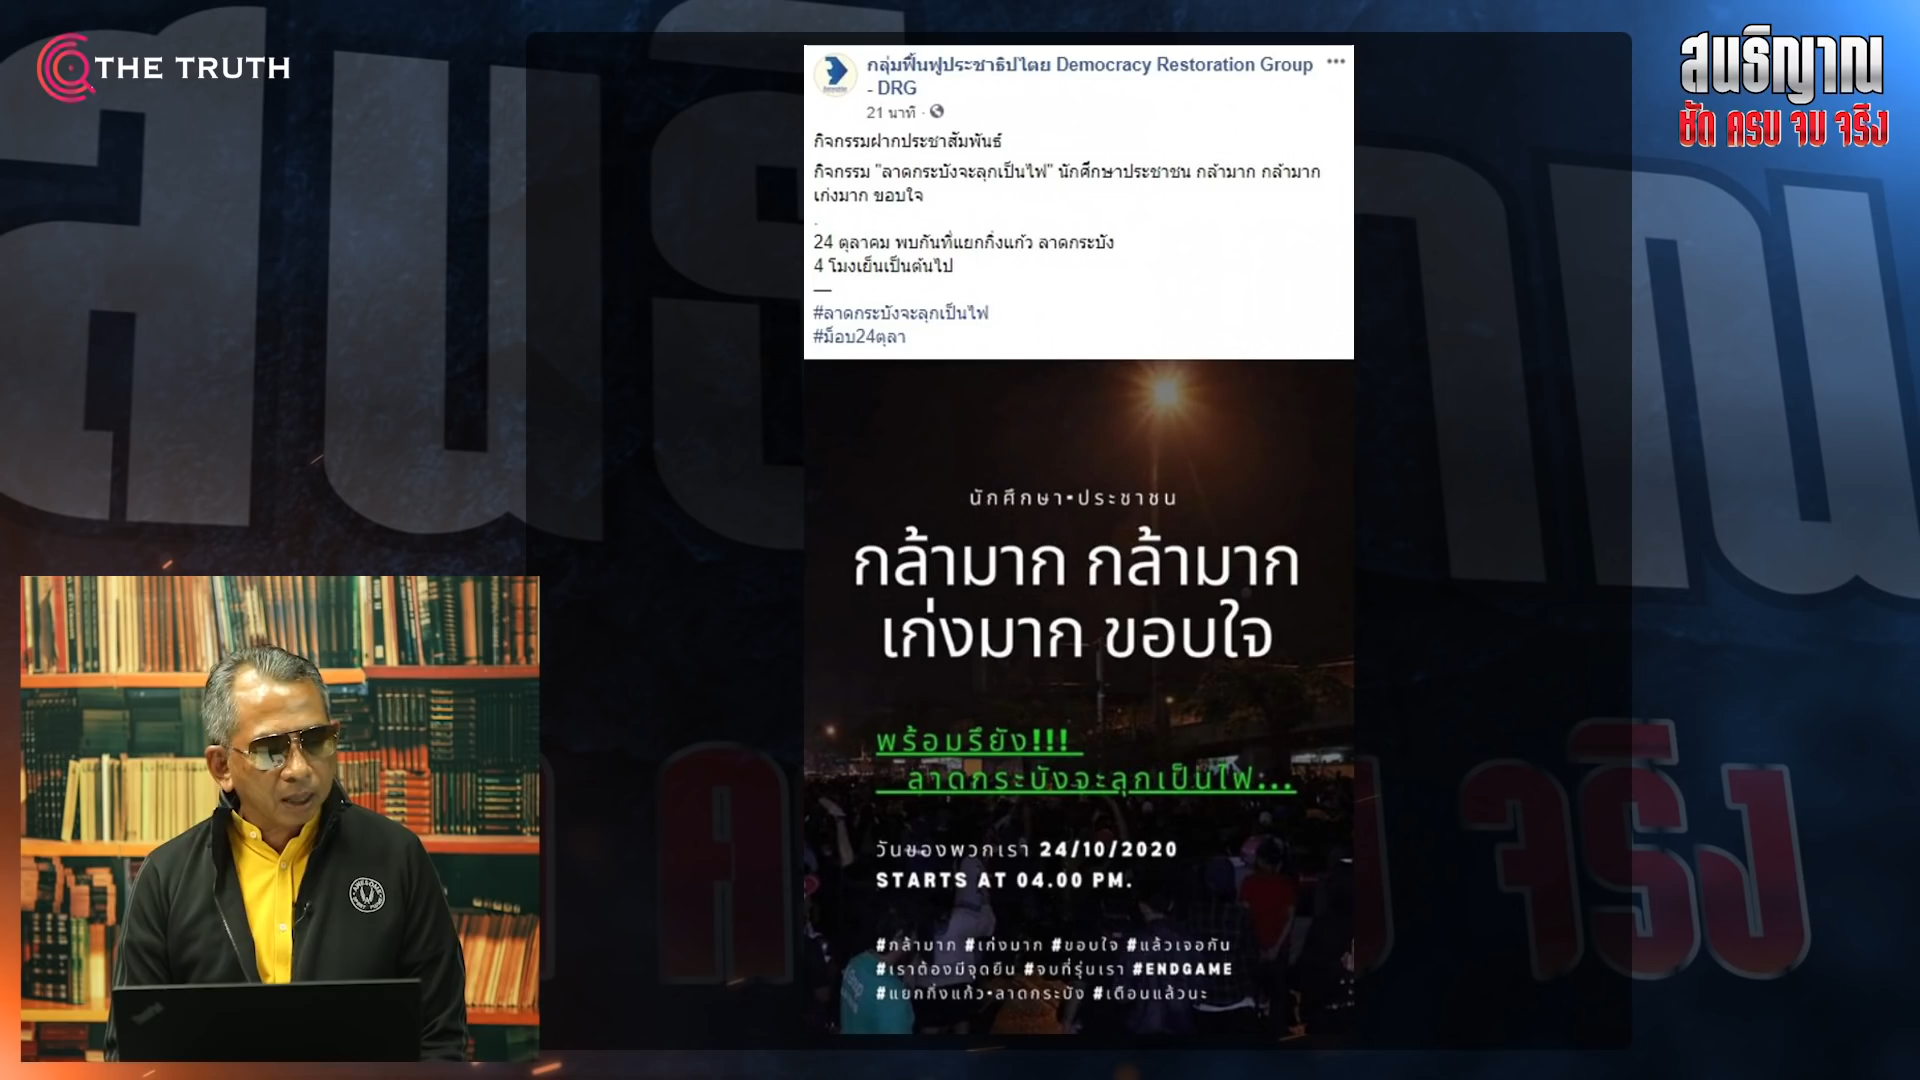 THE TRUTH
สนธิญาณ
ชัด ครบ จบ จริง
กลุ่มฟื้นฟูประชาธิปไตย Democracy Restoration Group
- DRG
21 นาที ·
กิจกรรมฝากประชาสัมพันธ์
กิจกรรม "ลาดกระบังจะลุกเป็นไฟ" นักศึกษาประชาชน กล้ามาก กล้ามาก
เก่งมาก ขอบใจ
.
24 ตุลาคม พบกันที่แยกกิ่งแก้ว ลาดกระบัง
4 โมงเย็นเป็นต้นไป
—
#ลาดกระบังจะลุกเป็นไฟ
#ม็อบ24ตุลา
นักศึกษา•ประชาชน
กล้ามาก กล้ามาก
เก่งมาก ขอบใจ
พร้อมรึยัง!!!
ลาดกระบังจะลุกเป็นไฟ...
วันของพวกเรา 24/10/2020
STARTS AT 04.00 PM.
#กล้ามาก #เก่งมาก #ขอบใจ #แล้วเจอกัน
#เราต้องมีจุดยืน #จบที่รุ่นเรา #ENDGAME
#แยกกิ่งแก้ว•ลาดกระบัง #เตือนแล้วนะ